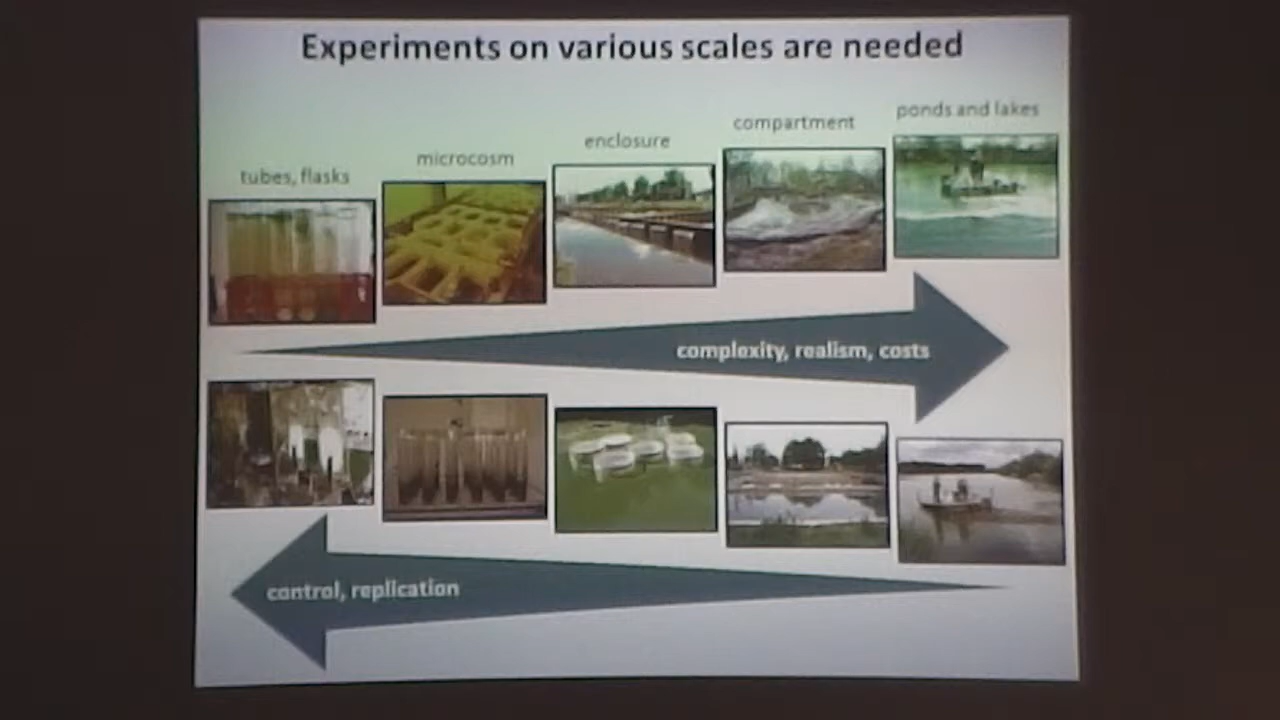 Experiments on various scales are needed
ponds and lakes
compartment
enclosure
microcosm
tubes, flasks
complexity, realism, costs
control, replication